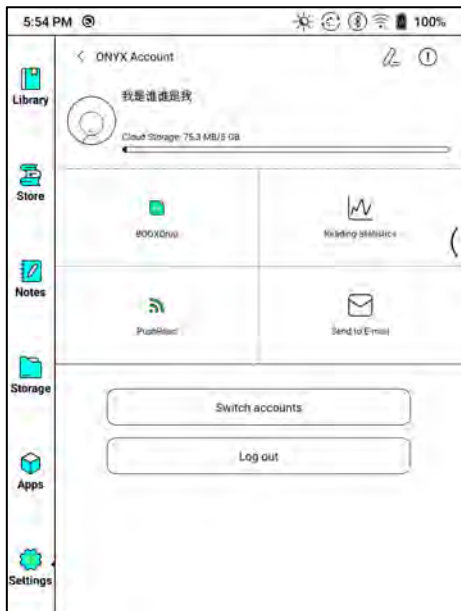 5:54 PM
100%
ONYX Account
Library
我是谁谁是我
Cloud Storage: 75.3 MB/5 GB
Store
BOOXDrop
Reading Statistics
Notes
PushRead
Send to E-mail
Storage
Switch accounts
Log out
Apps
Settings